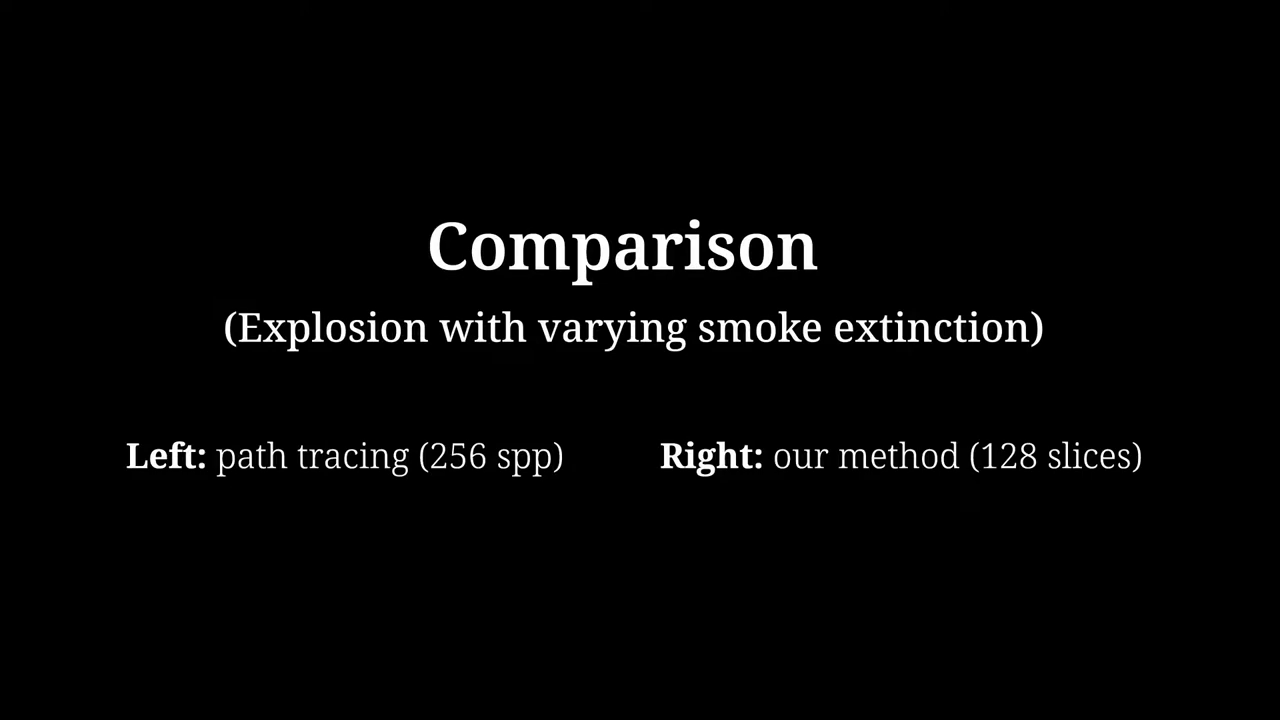 Comparison
(Explosion with varying smoke extinction)
Left: path tracing (256 spp) Right: our method (128 slices)